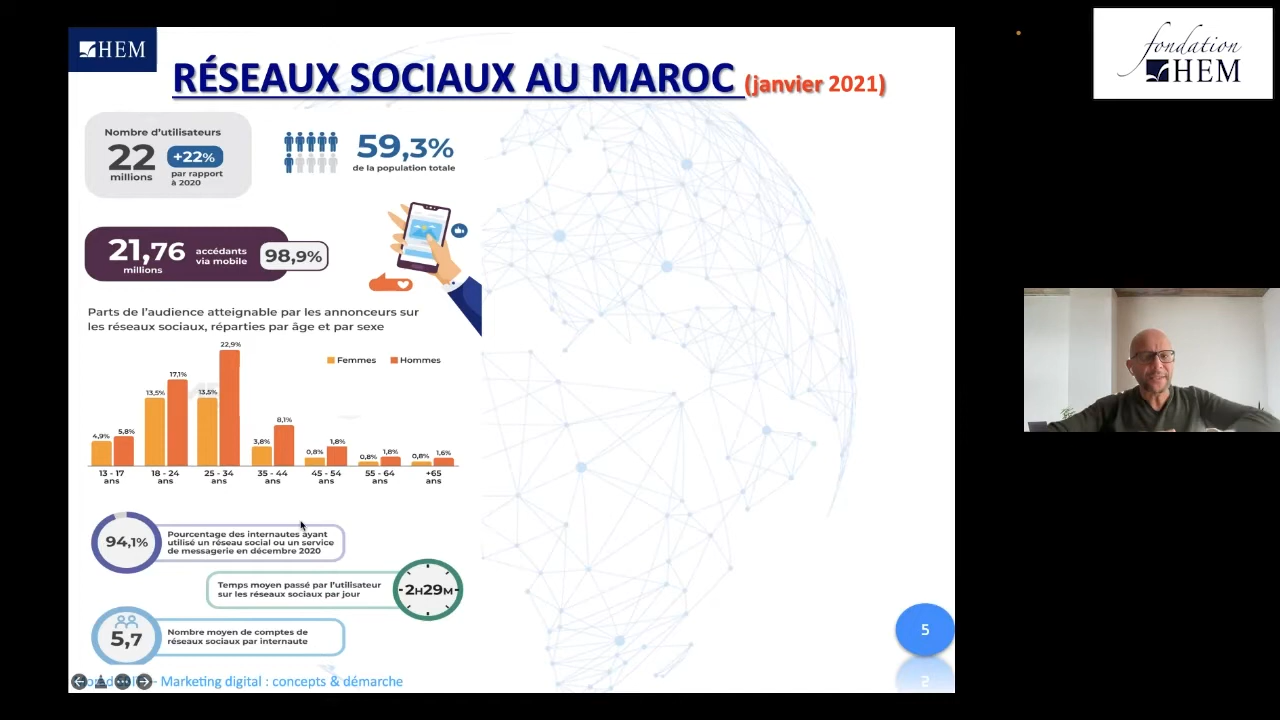 HEM
RÉSEAUX SOCIAUX AU MAROC (janvier 2021)
Nombre d'utilisateurs
22
millions
+22%
par rapport
à 2020
59,3%
de la population totale
21,76
millions
accédants
via mobile
98,9%
Parts de l'audience atteignable par les annonceurs sur
les réseaux sociaux, réparties par âge et par sexe
Femmes
Hommes
4,9%
5,8%
13,5%
17,1%
13,5%
22,9%
3,8%
8,1%
0,8%
1,8%
0,8%
1,8%
0,8%
1,6%
13 - 17
ans
18 - 24
ans
25 - 34
ans
35 - 44
ans
45 - 54
ans
55 - 64
ans
+65
ans
94,1%
Pourcentage des internautes ayant
utilisé un réseau social ou un service
de messagerie en décembre 2020
Temps moyen passé par l'utilisateur
sur les réseaux sociaux par jour
2H29M
5,7
Nombre moyen de comptes de
réseaux sociaux par internaute
5
- Marketing digital : concepts & démarche
fondation
HEM